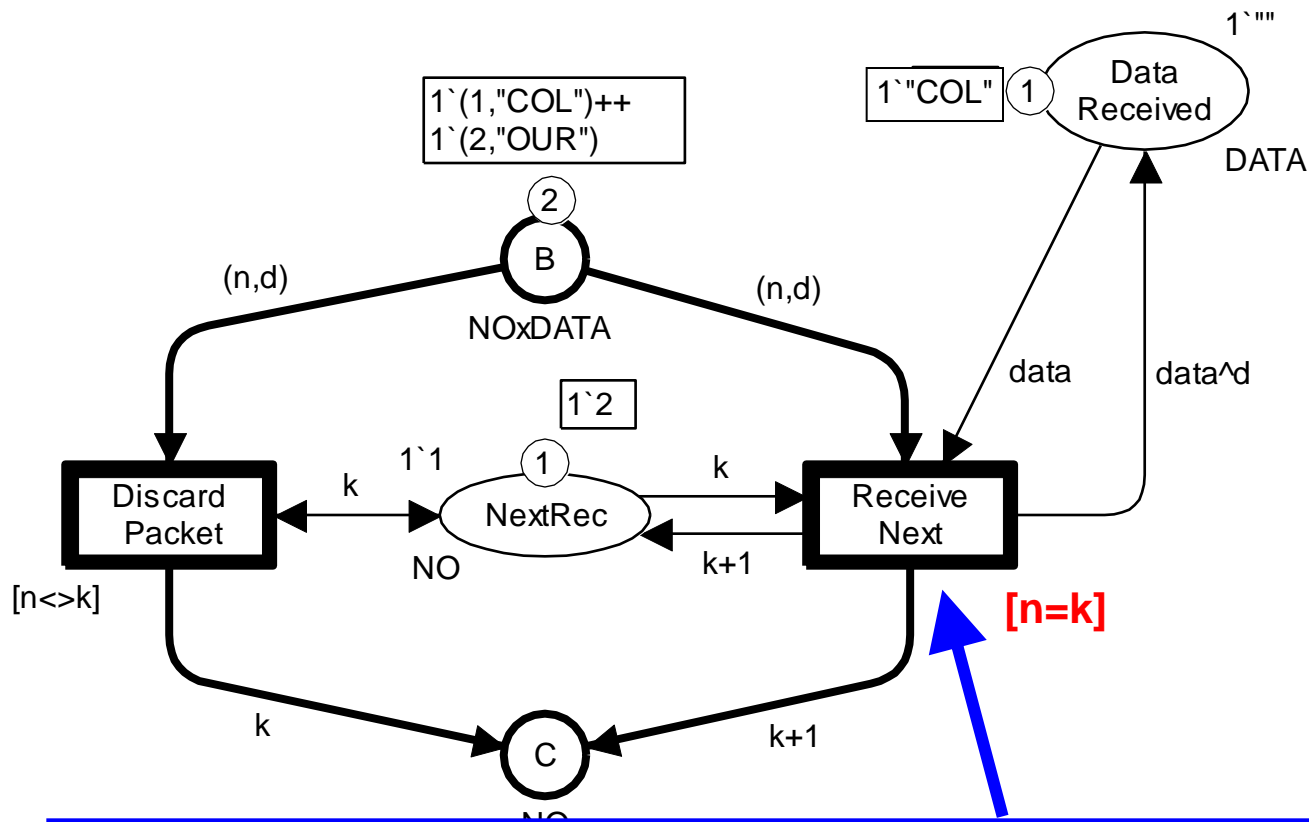 1`""
1`"COL"
1
Data
Received
DATA
1`(1,"COL")++
1`(2,"OUR")
2
B
NOxDATA
(n,d)
(n,d)
data
data^d
1`2
1`1
1
NextRec
NO
k
k
k+1
Discard
Packet
[n<>k]
Receive
Next
[n=k]
k
k+1
C
NO